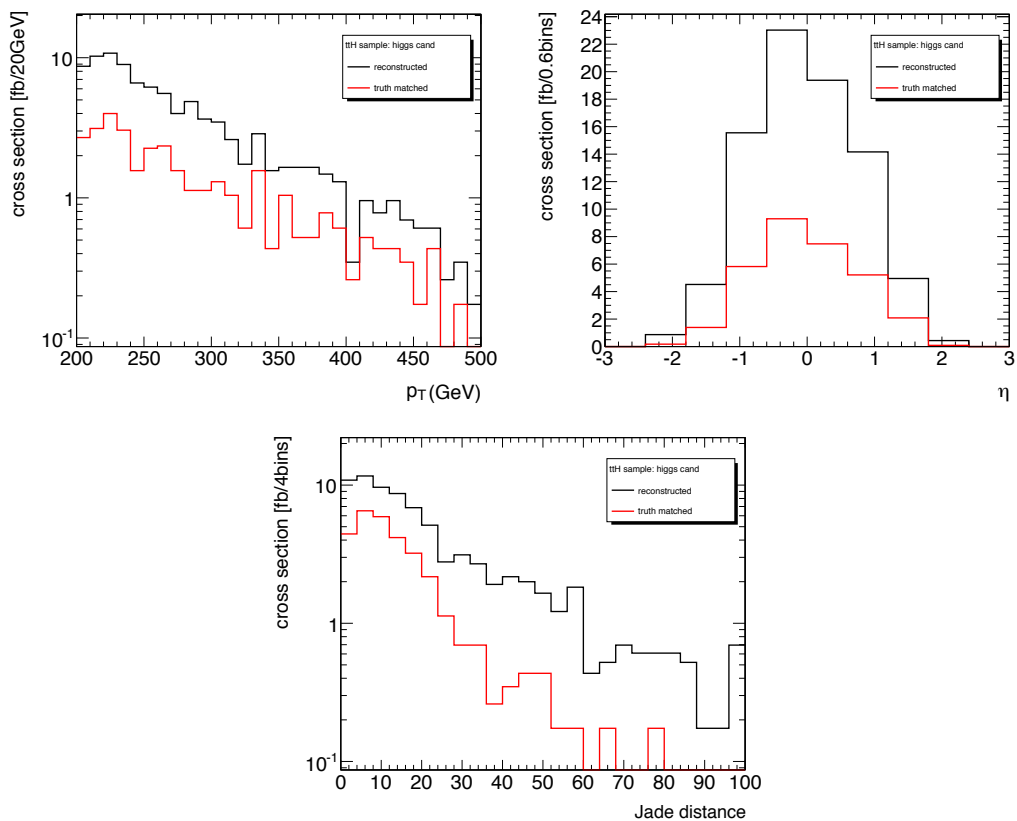 cross section [fb/20GeV]
10
1
10-1
ttH sample: higgs cand
reconstructed
truth matched
200 250 300 350 400 450 500
pT (GeV)
cross section [fb/0.6bins]
24
22
20
18
16
14
12
10
8
6
4
2
0
ttH sample: higgs cand
reconstructed
truth matched
-3 -2 -1 0 1 2 3
η
cross section [fb/4bins]
10
1
10-1
ttH sample: higgs cand
reconstructed
truth matched
0 10 20 30 40 50 60 70 80 90 100
Jade distance